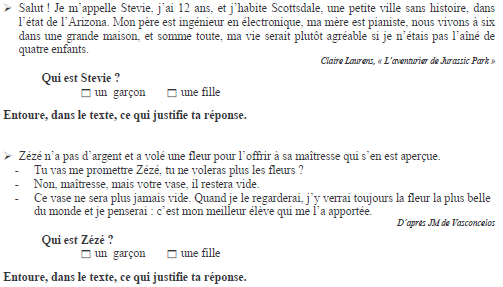 ➢ Salut ! Je m'appelle Stevie, j'ai 12 ans, et j'habite Scottsdale, une petite ville sans histoire, dans
l'état de l'Arizona. Mon père est ingénieur en électronique, ma mère est pianiste, nous vivons à six
dans une grande maison, et somme toute, ma vie serait plutôt agréable si je n'étais pas l'aîné de
quatre enfants.
Claire Laurens, « L'aventurier de Jurassic Park »
Qui est Stevie ?
□ un garçon □ une fille
Entoure, dans le texte, ce qui justifie ta réponse.
➢ Zézé n'a pas d'argent et a volé une fleur pour l'offrir à sa maîtresse qui s'en est aperçue.
- Tu vas me promettre Zézé, tu ne voleras plus les fleurs ?
- Non, maîtresse, mais votre vase, il restera vide.
- Ce vase ne sera plus jamais vide. Quand je le regarderai, j'y verrai toujours la fleur la plus belle
du monde et je penserai : c'est mon meilleur élève qui me l'a apportée.
D'après JM de Vasconcelos
Qui est Zézé ?
□ un garçon □ une fille
Entoure, dans le texte, ce qui justifie ta réponse.